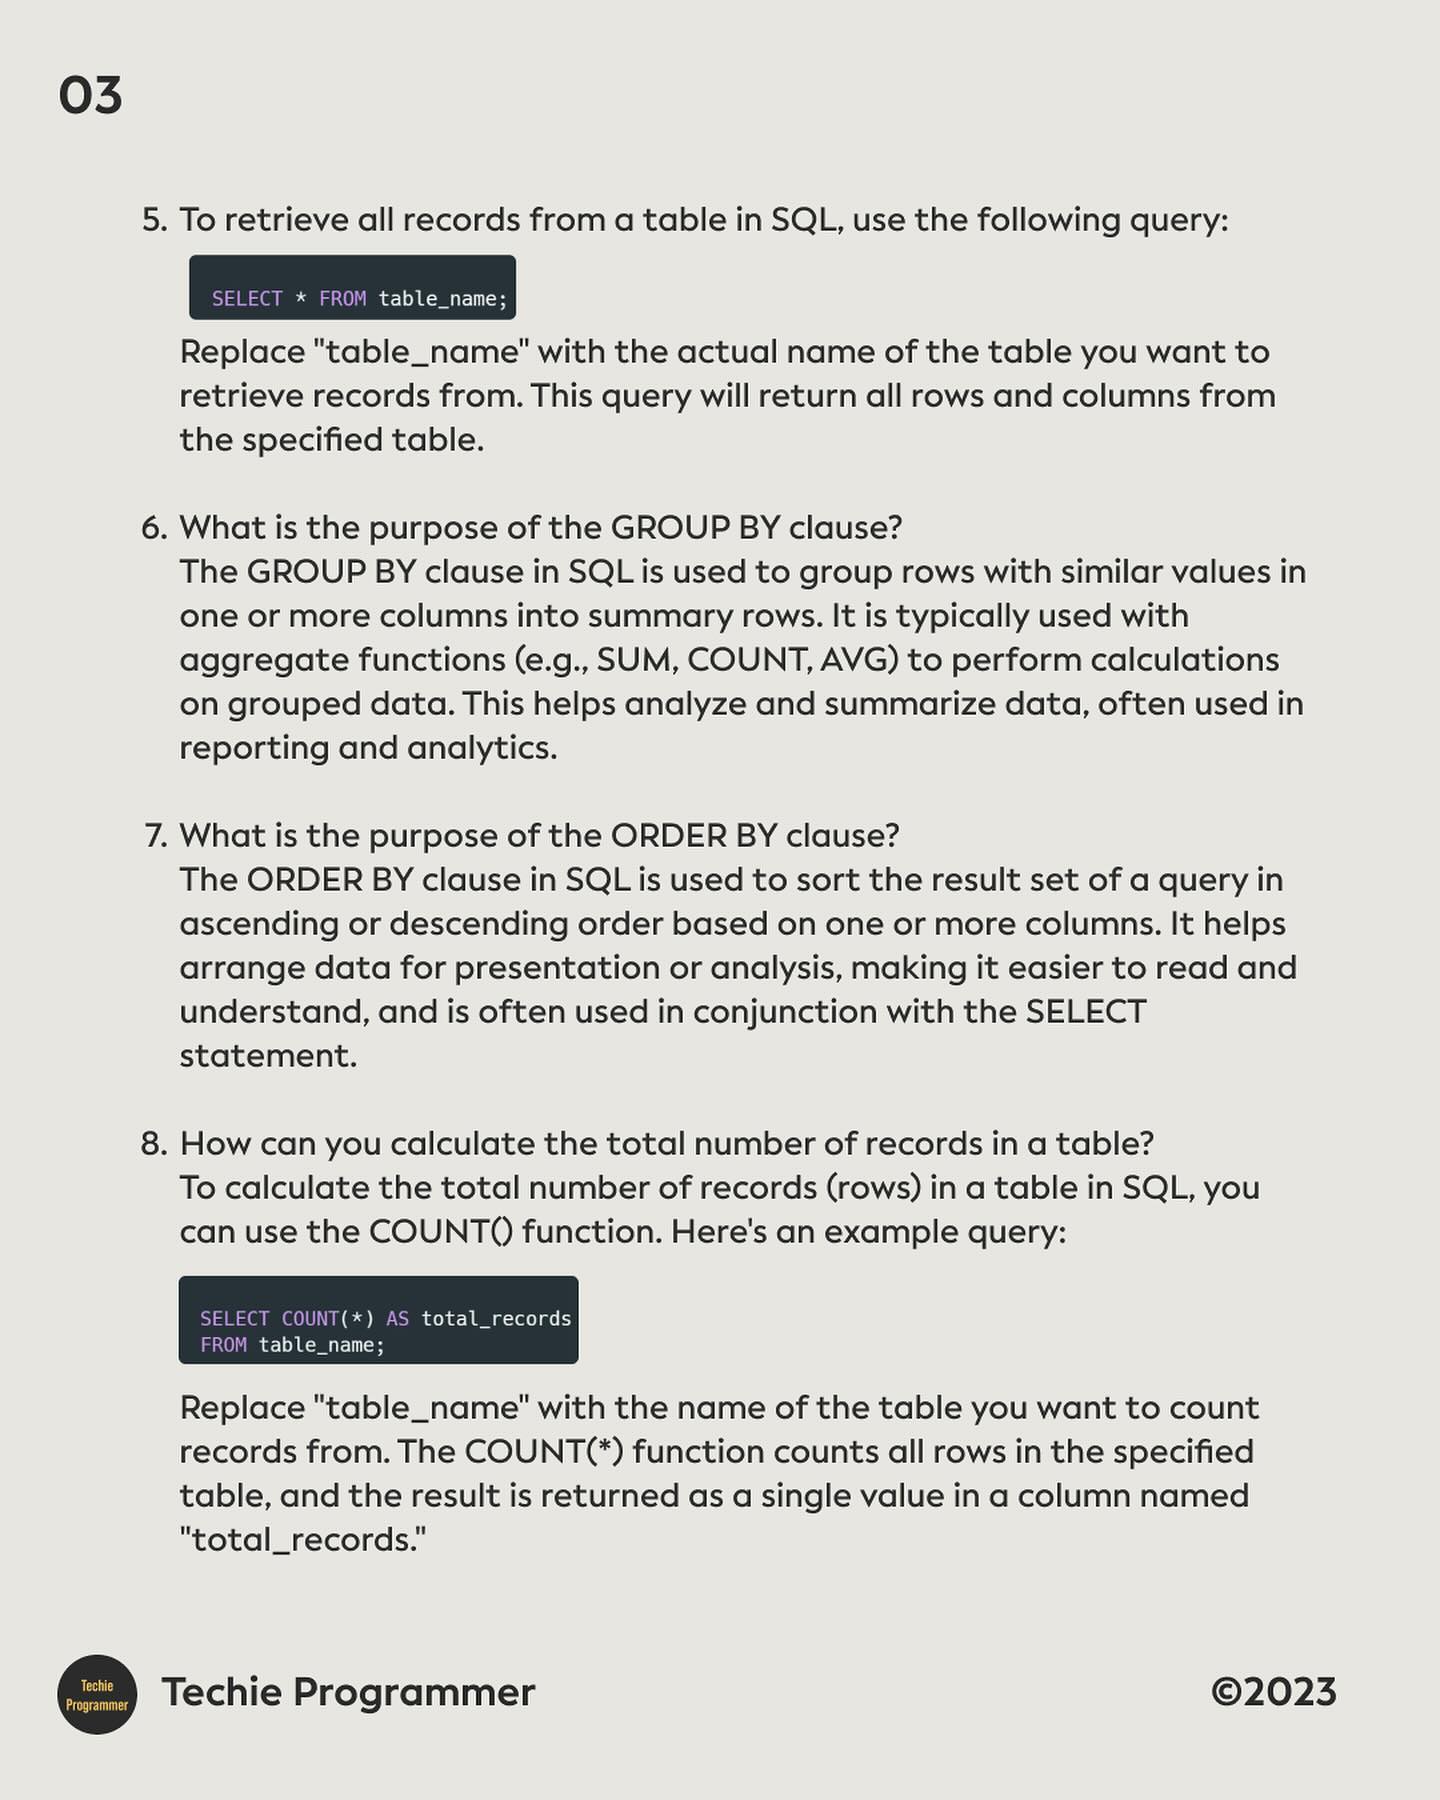 03
5. To retrieve all records from a table in SQL, use the following query:
SELECT * FROM table_name;
Replace "table_name" with the actual name of the table you want to
retrieve records from. This query will return all rows and columns from
the specified table.
6. What is the purpose of the GROUP BY clause?
The GROUP BY clause in SQL is used to group rows with similar values in
one or more columns into summary rows. It is typically used with
aggregate functions (e.g., SUM, COUNT, AVG) to perform calculations
on grouped data. This helps analyze and summarize data, often used in
reporting and analytics.
7. What is the purpose of the ORDER BY clause?
The ORDER BY clause in SQL is used to sort the result set of a query in
ascending or descending order based on one or more columns. It helps
arrange data for presentation or analysis, making it easier to read and
understand, and is often used in conjunction with the SELECT
statement.
8. How can you calculate the total number of records in a table?
To calculate the total number of records (rows) in a table in SQL, you
can use the COUNT() function. Here's an example query:
SELECT COUNT(*) AS total_records
FROM table_name;
Replace "table_name" with the name of the table you want to count
records from. The COUNT(*) function counts all rows in the specified
table, and the result is returned as a single value in a column named
"total_records."
Techie
Programmer
Techie Programmer
©2023